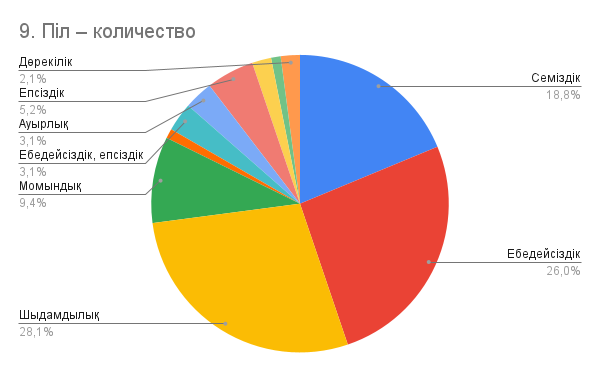 9. Піл – количество
Дөрекілік
2,1%
Епсіздік
5,2%
Ауырлық
3,1%
Ебедейсіздік, епсіздік
3,1%
Момындық
9,4%
Шыдамдылық
28,1%
Семіздік
18,8%
Ебедейсіздік
26,0%